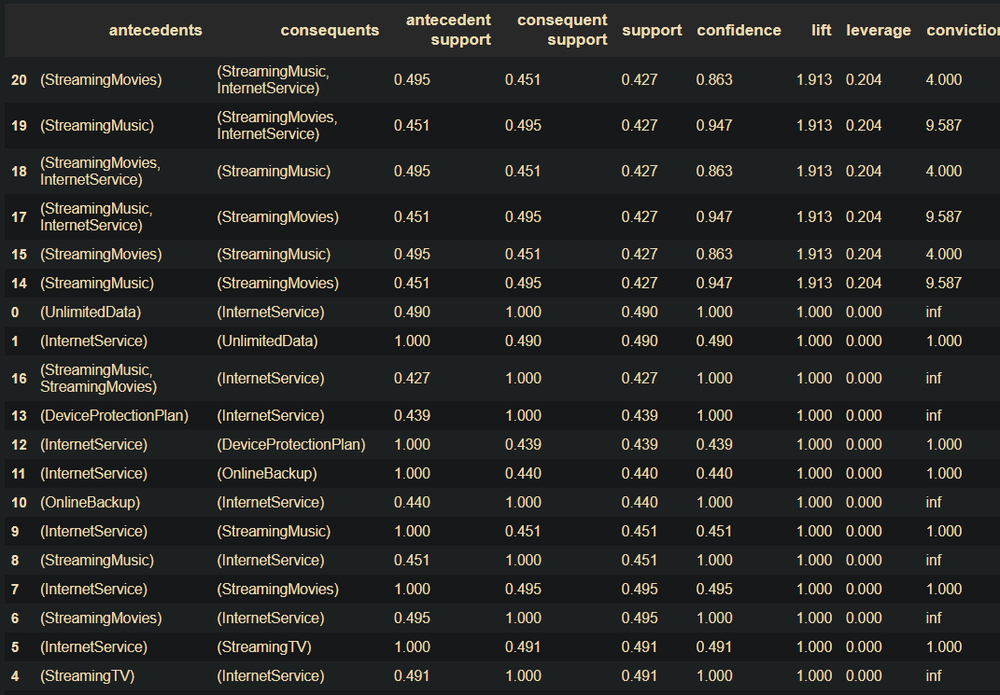 antecedents consequents antecedent support consequent support support confidence lift leverage conviction
20 (StreamingMovies) (StreamingMusic, InternetService) 0.495 0.451 0.427 0.863 1.913 0.204 4.000
19 (StreamingMusic) (StreamingMovies, InternetService) 0.451 0.495 0.427 0.947 1.913 0.204 9.587
18 (StreamingMovies, InternetService) (StreamingMusic) 0.495 0.451 0.427 0.863 1.913 0.204 4.000
17 (StreamingMusic, InternetService) (StreamingMovies) 0.451 0.495 0.427 0.947 1.913 0.204 9.587
15 (StreamingMovies) (StreamingMusic) 0.495 0.451 0.427 0.863 1.913 0.204 4.000
14 (StreamingMusic) (StreamingMovies) 0.451 0.495 0.427 0.947 1.913 0.204 9.587
0 (UnlimitedData) (InternetService) 0.490 1.000 0.490 1.000 1.000 0.000 inf
1 (InternetService) (UnlimitedData) 1.000 0.490 0.490 0.490 1.000 0.000 1.000
16 (StreamingMusic, StreamingMovies) (InternetService) 0.427 1.000 0.427 1.000 1.000 0.000 inf
13 (DeviceProtectionPlan) (InternetService) 0.439 1.000 0.439 1.000 1.000 0.000 inf
12 (InternetService) (DeviceProtectionPlan) 1.000 0.439 0.439 0.439 1.000 0.000 1.000
11 (InternetService) (OnlineBackup) 1.000 0.440 0.440 0.440 1.000 0.000 1.000
10 (OnlineBackup) (InternetService) 0.440 1.000 0.440 1.000 1.000 0.000 inf
9 (InternetService) (StreamingMusic) 1.000 0.451 0.451 0.451 1.000 0.000 1.000
8 (StreamingMusic) (InternetService) 0.451 1.000 0.451 1.000 1.000 0.000 inf
7 (InternetService) (StreamingMovies) 1.000 0.495 0.495 0.495 1.000 0.000 1.000
6 (StreamingMovies) (InternetService) 0.495 1.000 0.495 1.000 1.000 0.000 inf
5 (InternetService) (StreamingTV) 1.000 0.491 0.491 0.491 1.000 0.000 1.000
4 (StreamingTV) (InternetService) 0.491 1.000 0.491 1.000 1.000 0.000 inf